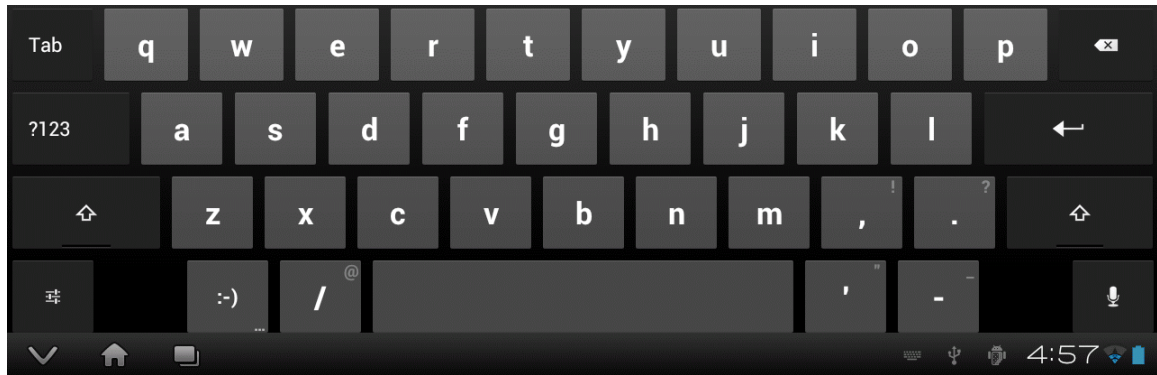 Tab q w e r t y u i o p
?123 a s d f g h j k l
z x c v b n m , ! . ?
:-) ... / @ ' " - _
4:57